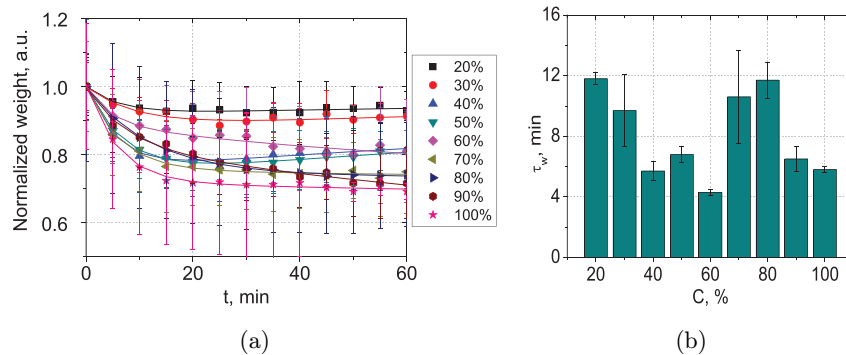 1.2
1.0
0.8
0.6
Normalized weight, a.u.
0 20 40 60
t, min
20%
30%
40%
50%
60%
70%
80%
90%
100%
(a)
16
12
8
4
0
τw, min
20 40 60 80 100
C, %
(b)